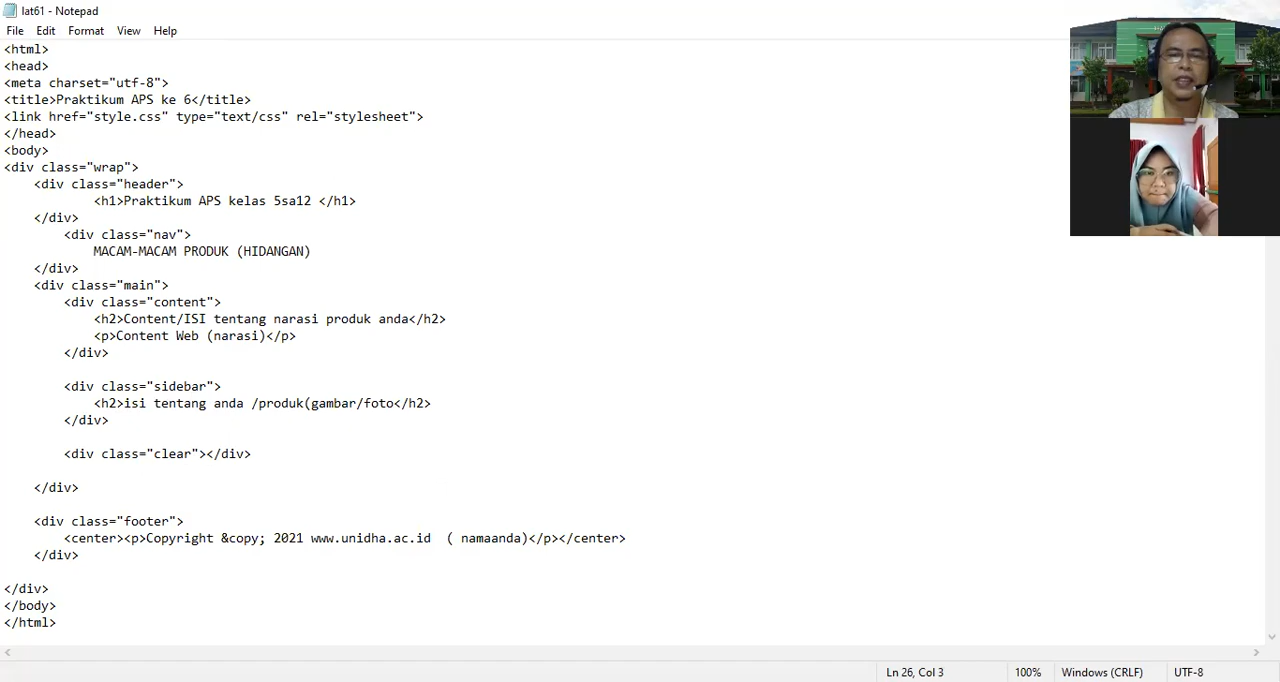 lat61 - Notepad
File Edit Format View Help
<html>
<head>
<meta charset="utf-8">
<title>Praktikum APS ke 6</title>
<link href="style.css" type="text/css" rel="stylesheet">
</head>
<body>
<div class="wrap">
    <div class="header">
            <h1>Praktikum APS kelas 5sa12 </h1>
    </div>
        <div class="nav">
            MACAM-MACAM PRODUK (HIDANGAN)
    </div>
    <div class="main">
        <div class="content">
            <h2>Content/ISI tentang narasi produk anda</h2>
            <p>Content Web (narasi)</p>
        </div>
        <div class="sidebar">
            <h2>isi tentang anda /produk(gambar/foto</h2>
        </div>
        <div class="clear"></div>
    </div>
    <div class="footer">
        <center><p>Copyright &copy; 2021 www.unidha.ac.id  ( namaanda)</p></center>
    </div>
</div>
</body>
</html>
Ln 26, Col 3 100% Windows (CRLF) UTF-8